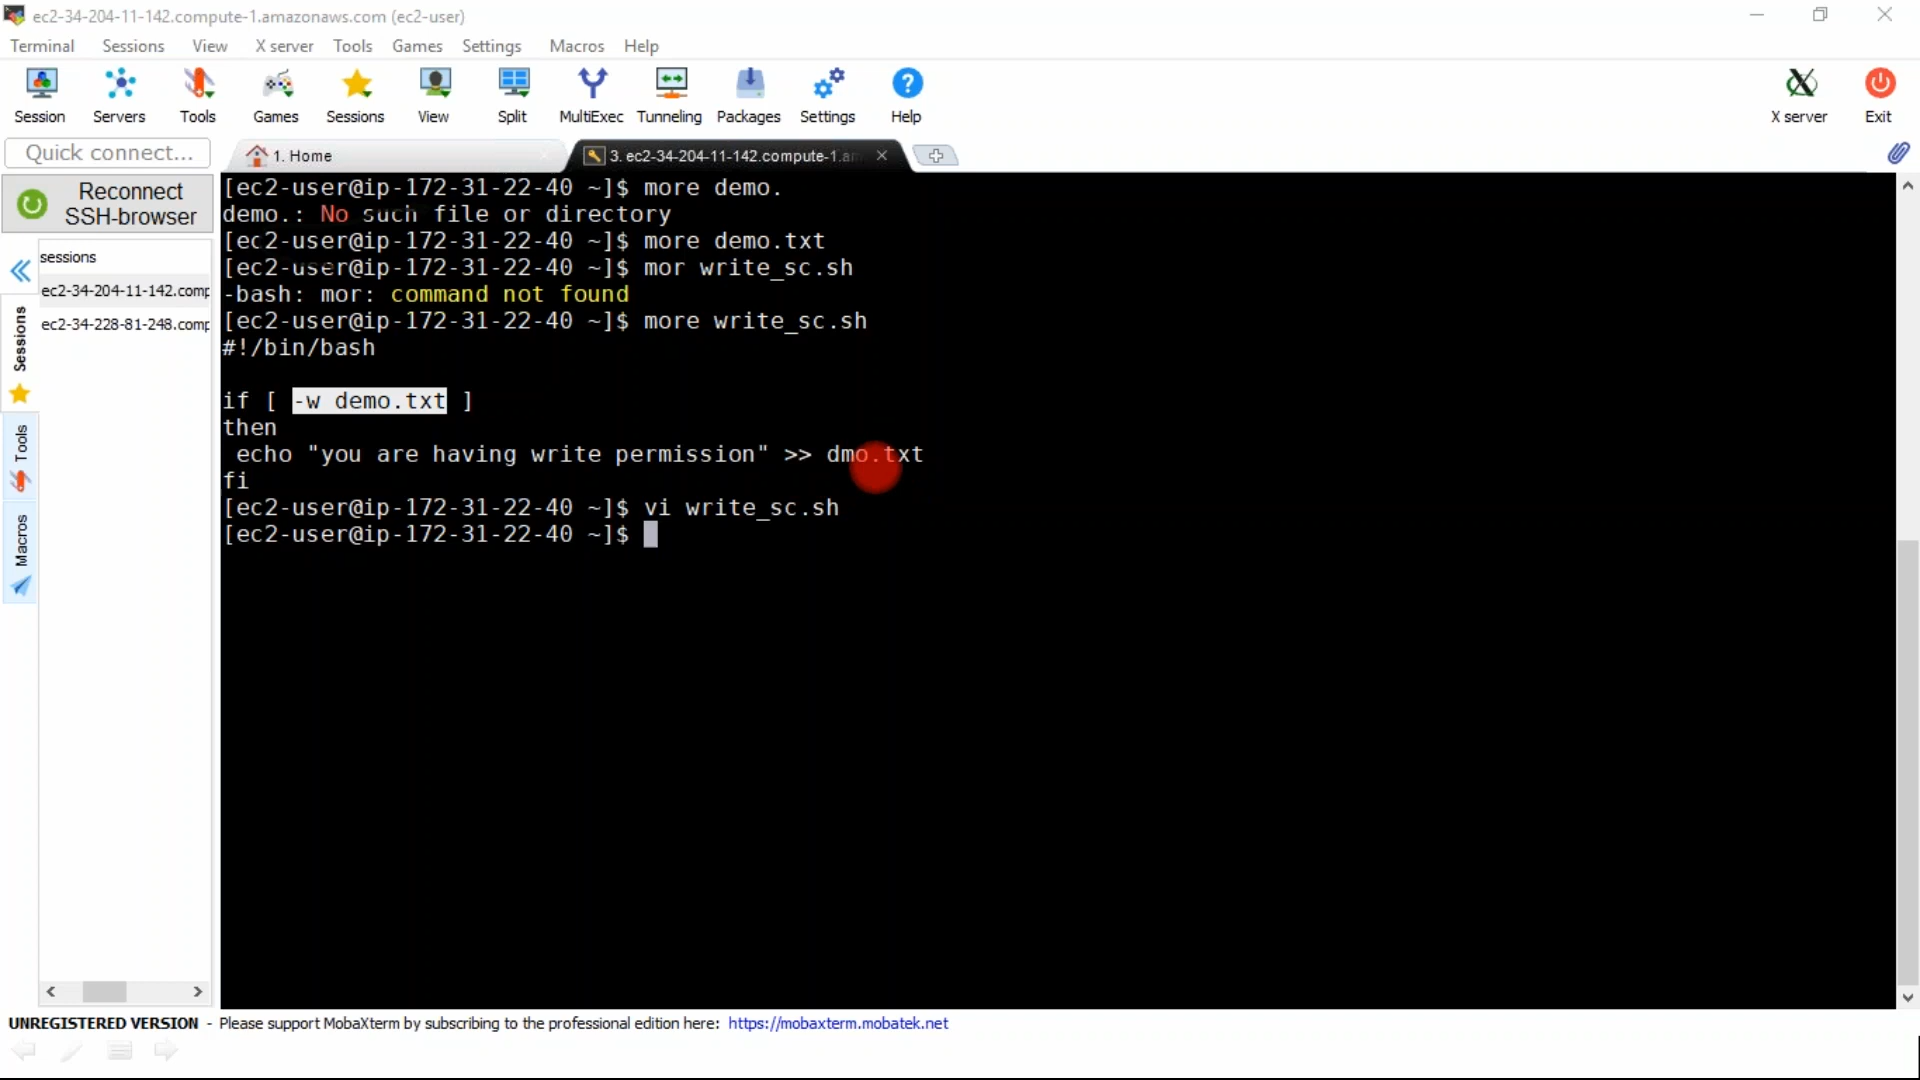 ec2-34-204-11-142.compute-1.amazonaws.com (ec2-user)
Terminal Sessions View X server Tools Games Settings Macros Help
Session Servers Tools Games Sessions View Split MultiExec Tunneling Packages Settings Help X server Exit
Quick connect... 1. Home 3. ec2-34-204-11-142.compute-1.am
Reconnect
SSH-browser
sessions
ec2-34-204-11-142.comp
ec2-34-228-81-248.comp
Sessions
Tools
Macros
[ec2-user@ip-172-31-22-40 ~]$ more demo.
demo.: No such file or directory
[ec2-user@ip-172-31-22-40 ~]$ more demo.txt
[ec2-user@ip-172-31-22-40 ~]$ mor write_sc.sh
-bash: mor: command not found
[ec2-user@ip-172-31-22-40 ~]$ more write_sc.sh
#!/bin/bash
if [ -w demo.txt ]
then
echo "you are having write permission" >> dmo.txt
fi
[ec2-user@ip-172-31-22-40 ~]$ vi write_sc.sh
[ec2-user@ip-172-31-22-40 ~]$
UNREGISTERED VERSION - Please support MobaXterm by subscribing to the professional edition here: https://mobaxterm.mobatek.net